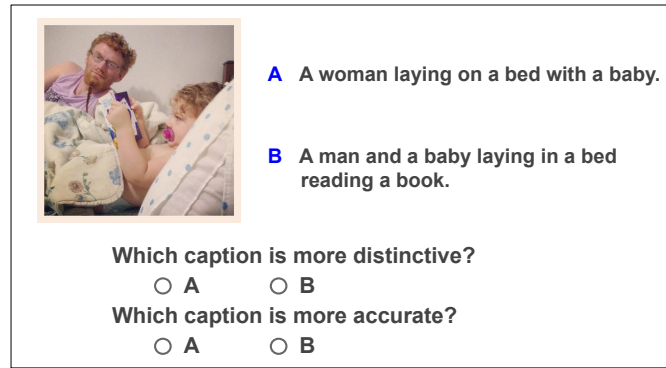 A A woman laying on a bed with a baby.
B A man and a baby laying in a bed
reading a book.
Which caption is more distinctive?
A B
Which caption is more accurate?
A B